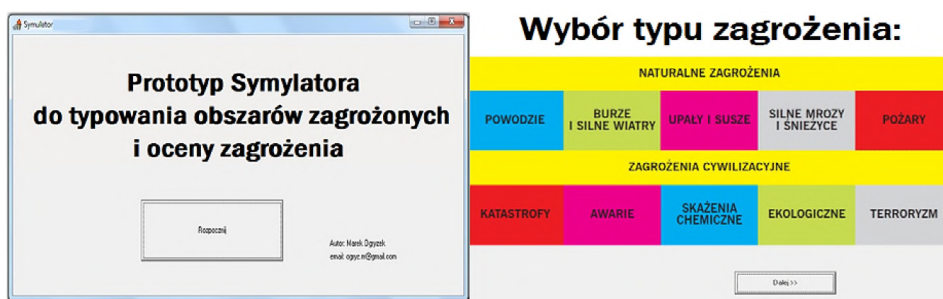 Symulator
Prototyp Symylatora
do typowania obszarów zagrożonych
i oceny zagrożenia
Rozpocznij
Autor: Marek Ogyzek
email: ogyz.m@gmail.com
Wybór typu zagrożenia:
NATURALNE ZAGROŻENIA
POWODZIE
BURZE
I SILNE WIATRY
UPAŁY I SUSZE
SILNE MROZY
I ŚNIEŻYCE
POŻARY
ZAGROŻENIA CYWILIZACYJNE
KATASTROFY
AWARIE
SKAŻENIA
CHEMICZNE
EKOLOGICZNE
TERRORYZM
Dalej >>